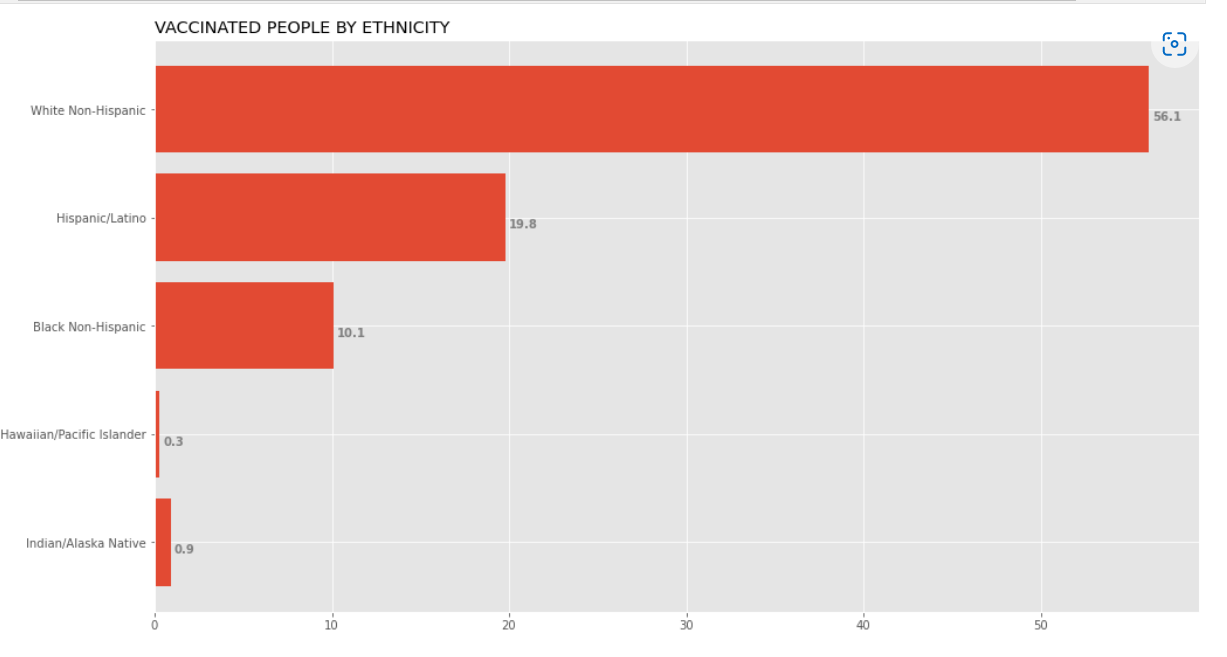 VACCINATED PEOPLE BY ETHNICITY
White Non-Hispanic
56.1
Hispanic/Latino
19.8
Black Non-Hispanic
10.1
Hawaiian/Pacific Islander
0.3
Indian/Alaska Native
0.9
0 10 20 30 40 50